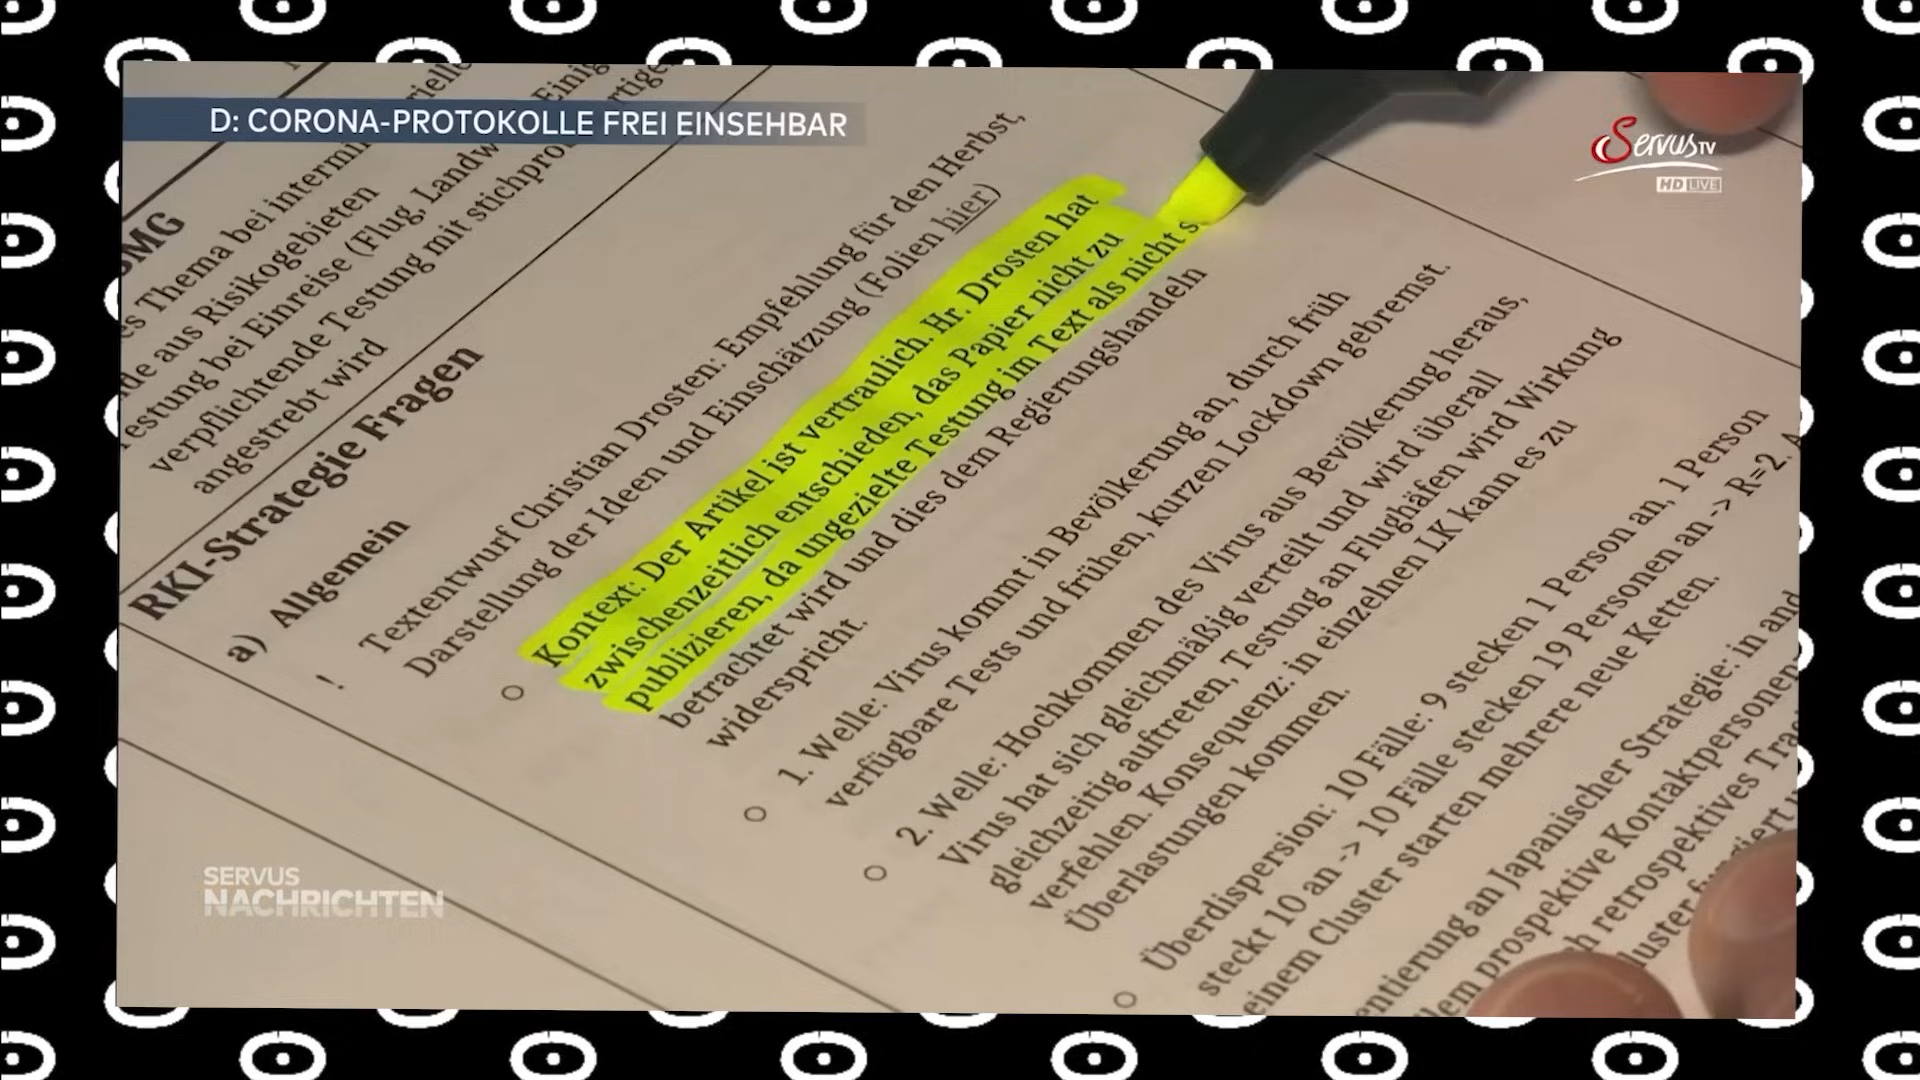 D: CORONA-PROTOKOLLE FREI EINSEHBAR
ServusTV
HD LIVE
Thema bei
aus Risikogebieten
bei Einreise (Flug,
verpflichtende Testung mit
angestrebt wird
RKI-Strategie Fragen
a) Allgemein
! Textentwurf Christian Drosten: Empfehlung für den Herbst,
Darstellung der Ideen und Einschätzung (Folien hier)
Kontext: Der Artikel ist vertraulich. Hr. Drosten hat
zwischenzeitlich entschieden, das Papier nicht zu
publizieren, da ungezielte Testung im Text als nicht s
betrachtet wird und dies dem Regierungshandeln
widerspricht.
1. Welle: Virus kommt in Bevölkerung an, durch früh
verfügbare Tests und frühen, kurzen Lockdown gebremst.
2. Welle: Hochkommen des Virus aus Bevölkerung heraus,
Virus hat sich gleichmäßig verteilt und wird überall
gleichzeitig auftreten, Testung an Flughäfen wird Wirkung
verfehlen. Konsequenz: in einzelnen LK kann es zu
Überlastungen kommen.
Überdispersion: 10 Fälle: 9 stecken 1 Person an, 1 Person
steckt 10 an -> 10 Fälle stecken 19 Personen an -> R=2.
einem Cluster starten mehrere neue Ketten.
an Japanischer Strategie: in
prospektive
retrospektives
SERVUS
NACHRICHTEN